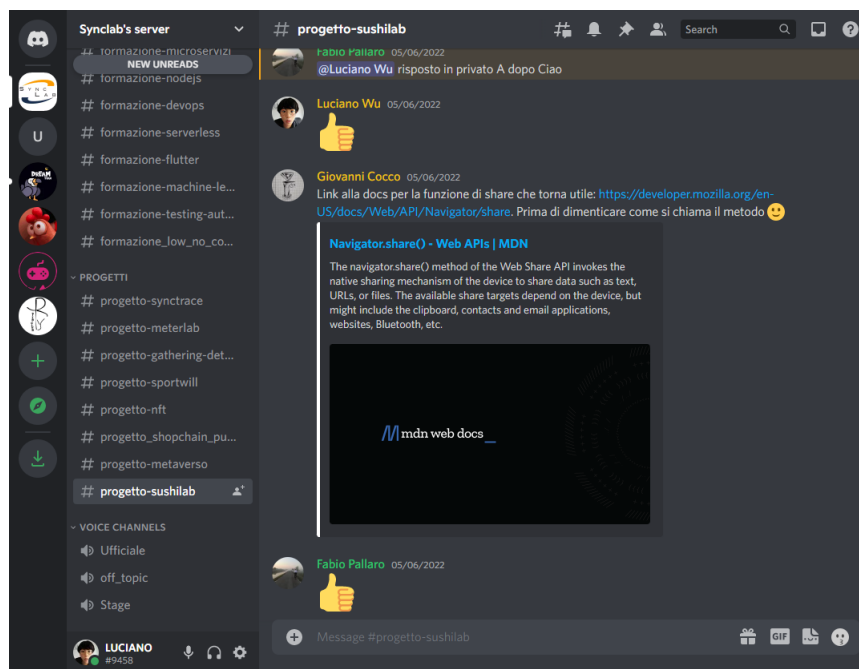 Synclab's server
formazione-microservizi
NEW UNREADS
formazione-nodejs
formazione-devops
formazione-serverless
formazione-flutter
formazione-machine-le...
formazione-testing-aut...
formazione_low_no_co...
PROGETTI
progetto-synctrace
progetto-meterlab
progetto-gathering-det...
progetto-sportwill
progetto-nft
progetto_shopchain_pu...
progetto-metaverso
progetto-sushilab
VOICE CHANNELS
Ufficiale
off_topic
Stage
LUCIANO
#9458
SYNC
LAB
U
DREAM
# progetto-sushilab
Search
Fabio Pallaro 05/06/2022
@Luciano Wu risposto in privato A dopo Ciao
Luciano Wu 05/06/2022
Giovanni Cocco 05/06/2022
Link alla docs per la funzione di share che torna utile: https://developer.mozilla.org/en-
US/docs/Web/API/Navigator/share. Prima di dimenticare come si chiama il metodo
Navigator.share() - Web APIs | MDN
The navigator.share() method of the Web Share API invokes the
native sharing mechanism of the device to share data such as text,
URLs, or files. The available share targets depend on the device, but
might include the clipboard, contacts and email applications,
websites, Bluetooth, etc.
mdn web docs_
Fabio Pallaro 05/06/2022
Message #progetto-sushilab
GIF